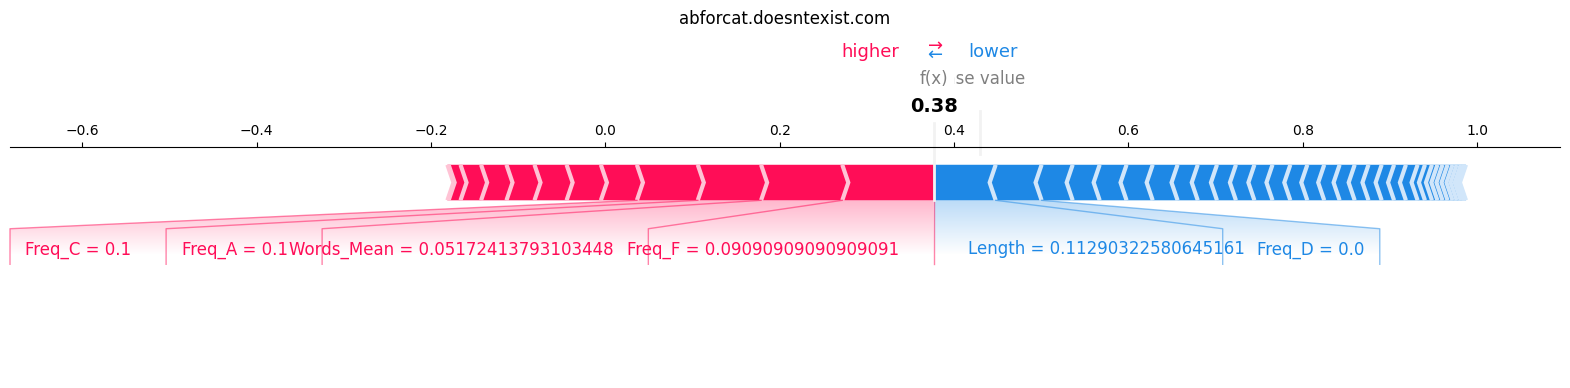 abforcat.doesntexist.com
higher ⇄ lower
f(x) se value
0.38
−0.6 −0.4 −0.2 0.0 0.2 0.4 0.6 0.8 1.0
Freq_C = 0.1 Freq_A = 0.1 Words_Mean = 0.05172413793103448 Freq_F = 0.09090909090909091 Length = 0.11290322580645161 Freq_D = 0.0